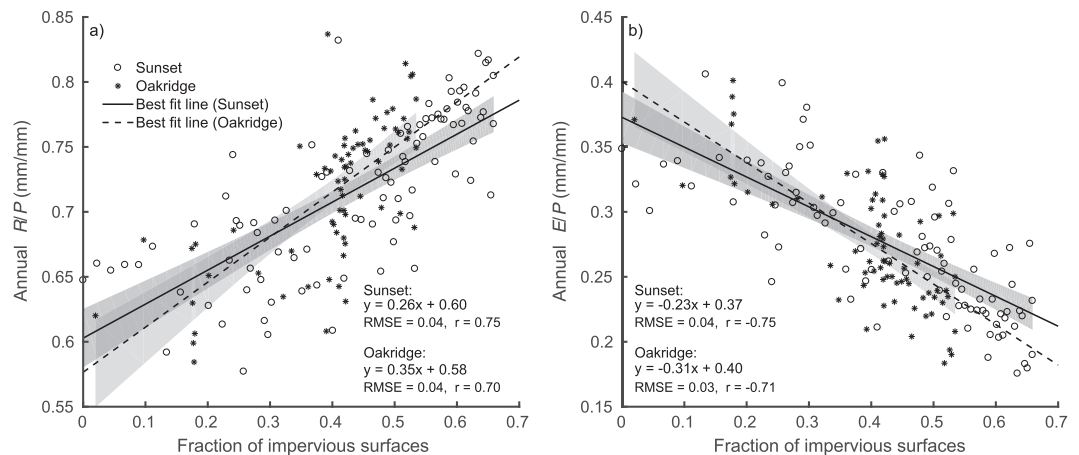 a)
Sunset
Oakridge
Best fit line (Sunset)
Best fit line (Oakridge)
Sunset:
y = 0.26x + 0.60
RMSE = 0.04, r = 0.75
Oakridge:
y = 0.35x + 0.58
RMSE = 0.04, r = 0.70
0.85
0.8
0.75
0.7
0.65
0.6
0.55
Annual R/P (mm/mm)
0 0.1 0.2 0.3 0.4 0.5 0.6 0.7
Fraction of impervious surfaces
b)
Sunset:
y = -0.23x + 0.37
RMSE = 0.04, r = -0.75
Oakridge:
y = -0.31x + 0.40
RMSE = 0.03, r = -0.71
0.45
0.4
0.35
0.3
0.25
0.2
0.15
Annual E/P (mm/mm)
0 0.1 0.2 0.3 0.4 0.5 0.6 0.7
Fraction of impervious surfaces